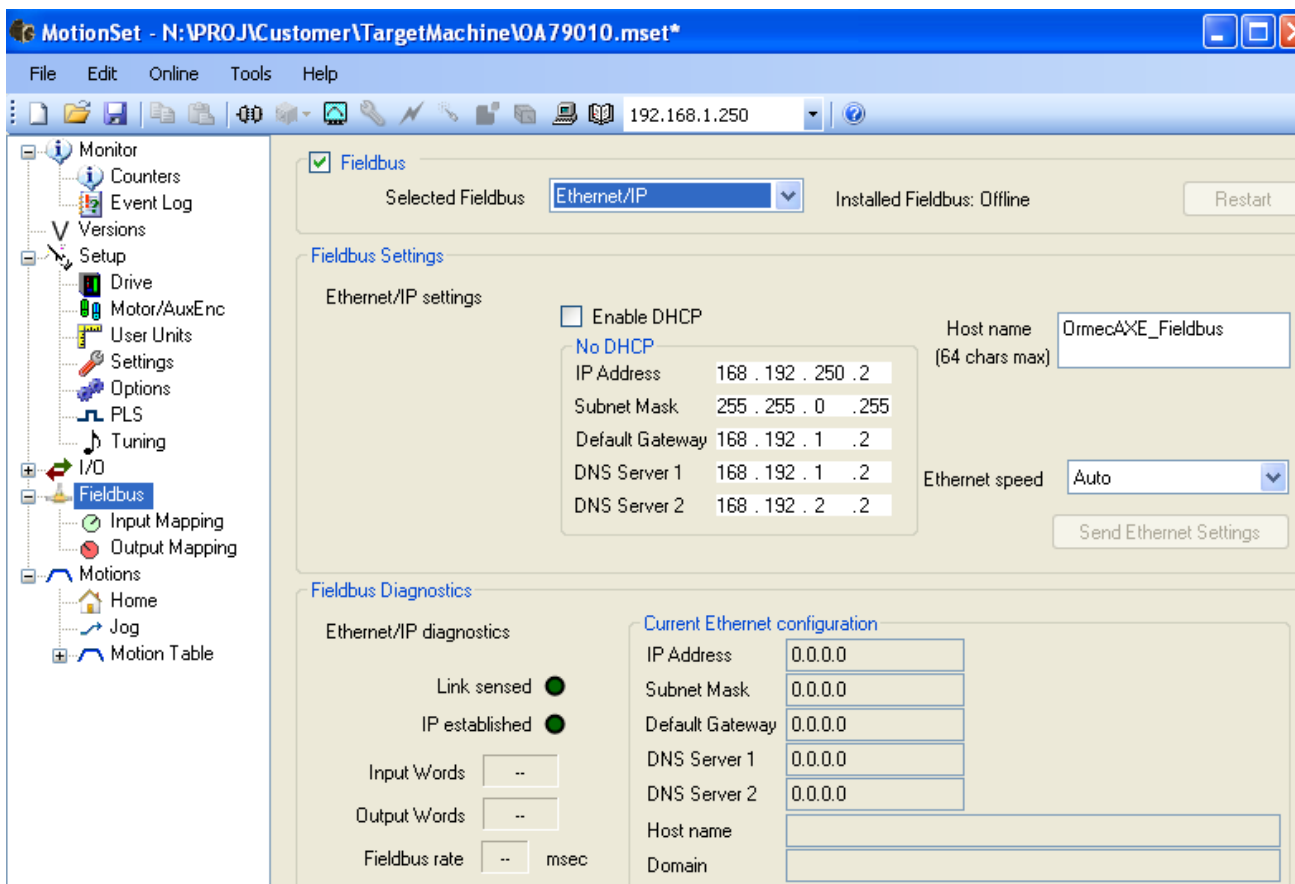 MotionSet - N:\PROJ\Customer\TargetMachine\OA79010.mset*
File Edit Online Tools Help
192.168.1.250
Monitor
Counters
Event Log
Versions
Setup
Drive
Motor/AuxEnc
User Units
Settings
Options
PLS
Tuning
I/O
Fieldbus
Input Mapping
Output Mapping
Motions
Home
Jog
Motion Table
Fieldbus
Selected Fieldbus Ethernet/IP Installed Fieldbus: Offline Restart
Fieldbus Settings
Ethernet/IP settings
Enable DHCP
No DHCP
IP Address 168 . 192 . 250 .2
Subnet Mask 255 . 255 . 0 .255
Default Gateway 168 . 192 . 1 .2
DNS Server 1 168 . 192 . 1 .2
DNS Server 2 168 . 192 . 2 .2
Host name OrmecAXE_Fieldbus
(64 chars max)
Ethernet speed Auto
Send Ethernet Settings
Fieldbus Diagnostics
Ethernet/IP diagnostics
Link sensed
IP established
Input Words --
Output Words --
Fieldbus rate -- msec
Current Ethernet configuration
IP Address 0.0.0.0
Subnet Mask 0.0.0.0
Default Gateway 0.0.0.0
DNS Server 1 0.0.0.0
DNS Server 2 0.0.0.0
Host name
Domain